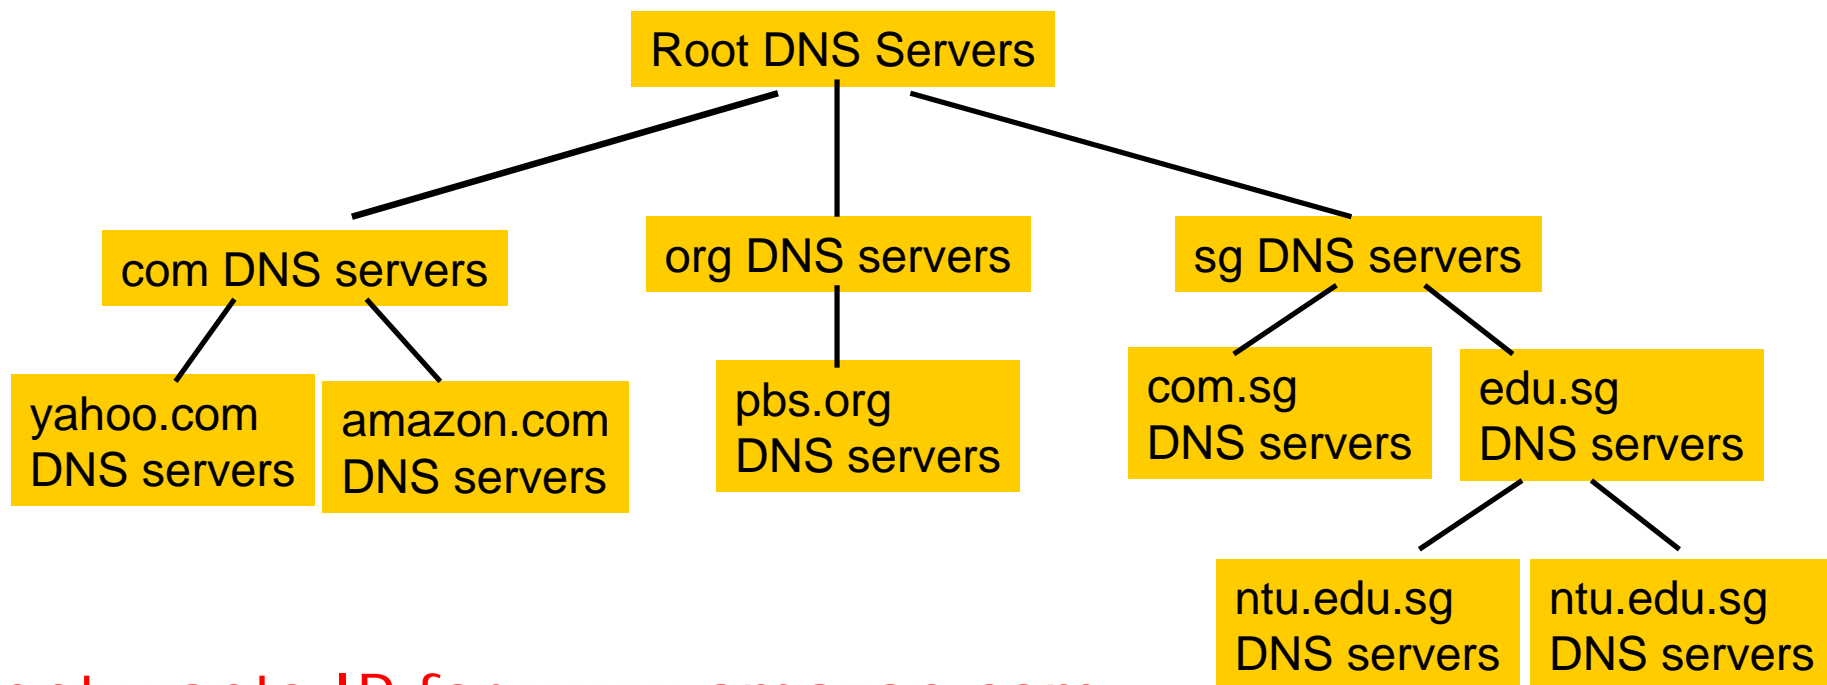 Root DNS Servers
com DNS servers
org DNS servers
sg DNS servers
yahoo.com
DNS servers
amazon.com
DNS servers
pbs.org
DNS servers
com.sg
DNS servers
edu.sg
DNS servers
ntu.edu.sg
DNS servers
ntu.edu.sg
DNS servers
IP for